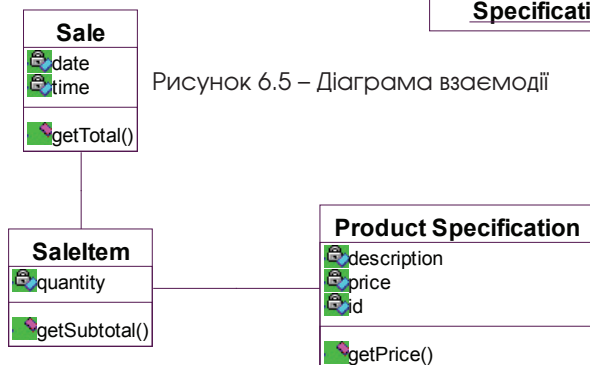 Specificati
Sale
date
time
Рисунок 6.5 – Діаграма взаємодії
getTotal()
SaleItem
quantity
getSubtotal()
Product Specification
description
price
id
getPrice()